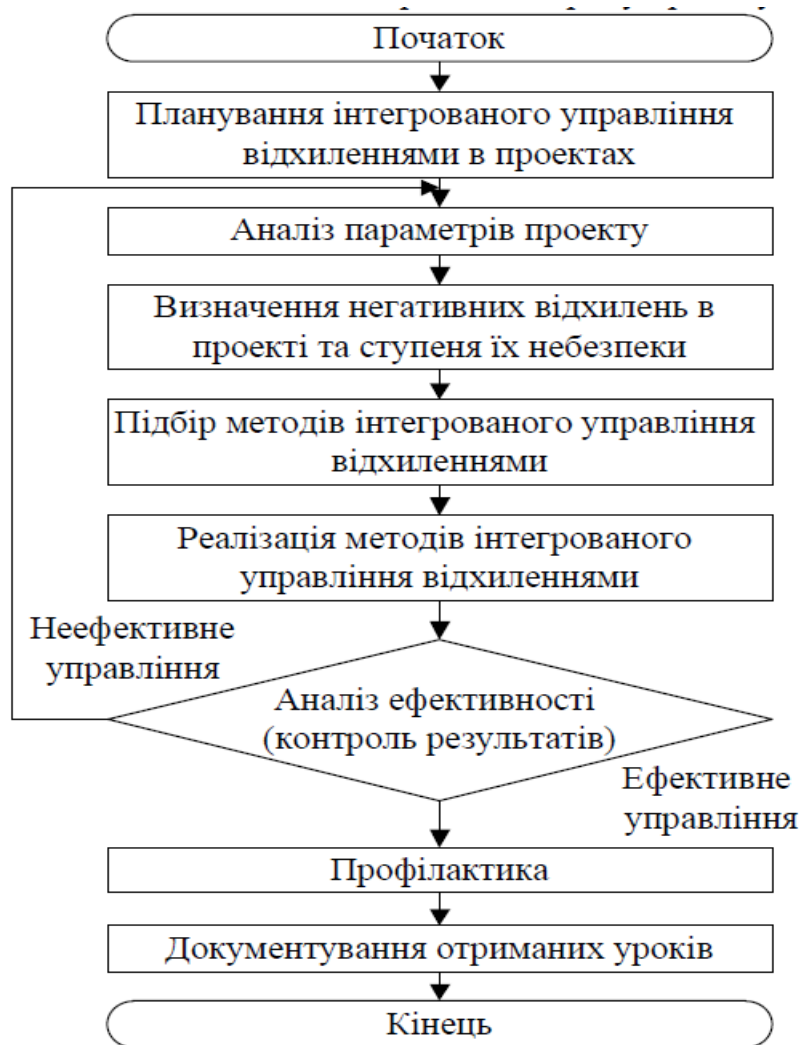 Початок
Планування інтегрованого управління
відхиленнями в проектах
Аналіз параметрів проекту
Визначення негативних відхилень в
проекті та ступеня їх небезпеки
Підбір методів інтегрованого управління
відхиленнями
Реалізація методів інтегрованого
управління відхиленнями
Неефективне
управління
Аналіз ефективності
(контроль результатів)
Ефективне
управління
Профілактика
Документування отриманих уроків
Кінець